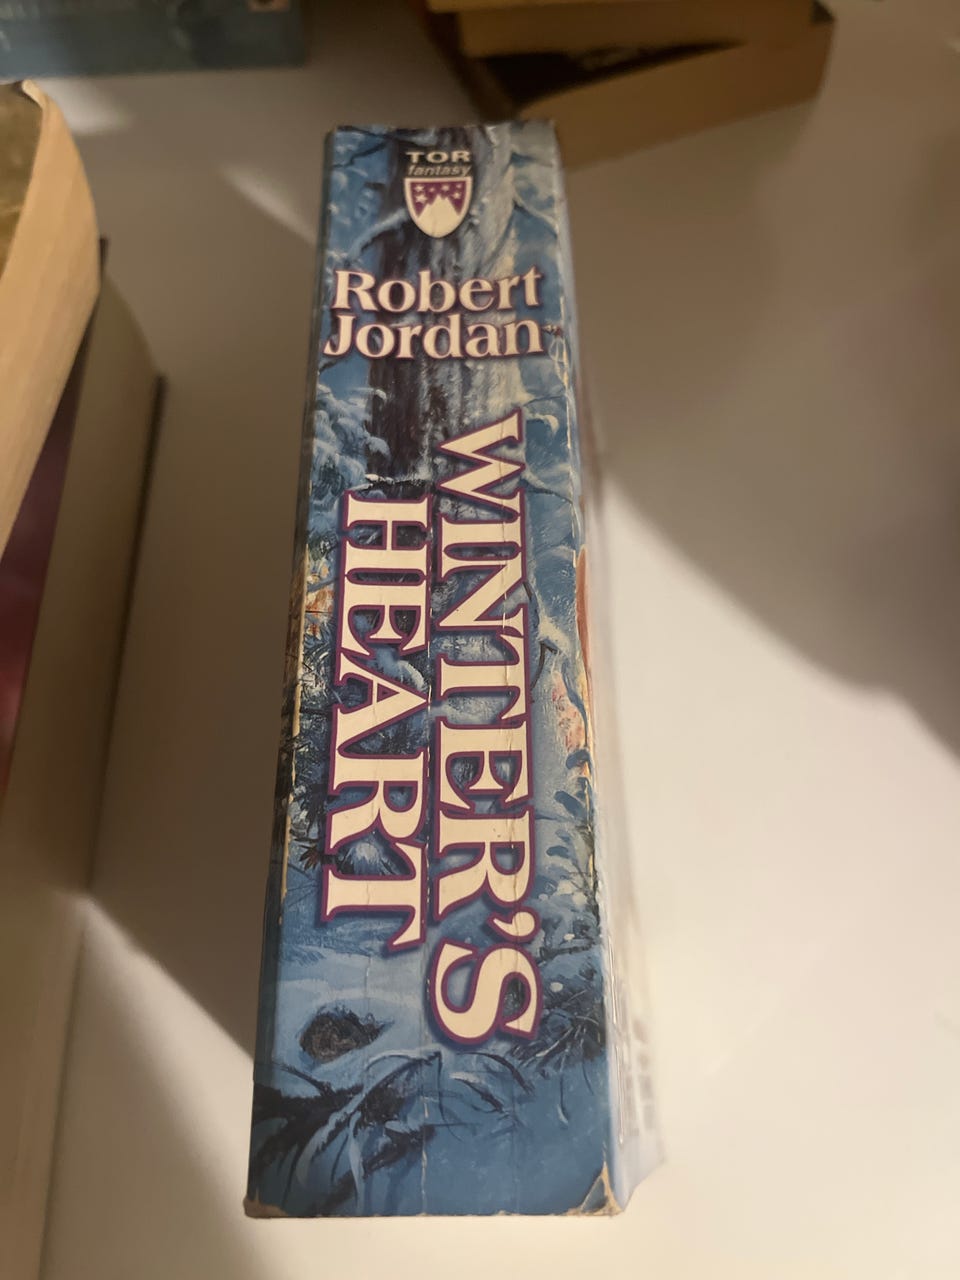 TOR
fantasy
Robert
Jordan
WINTER'S
HEART